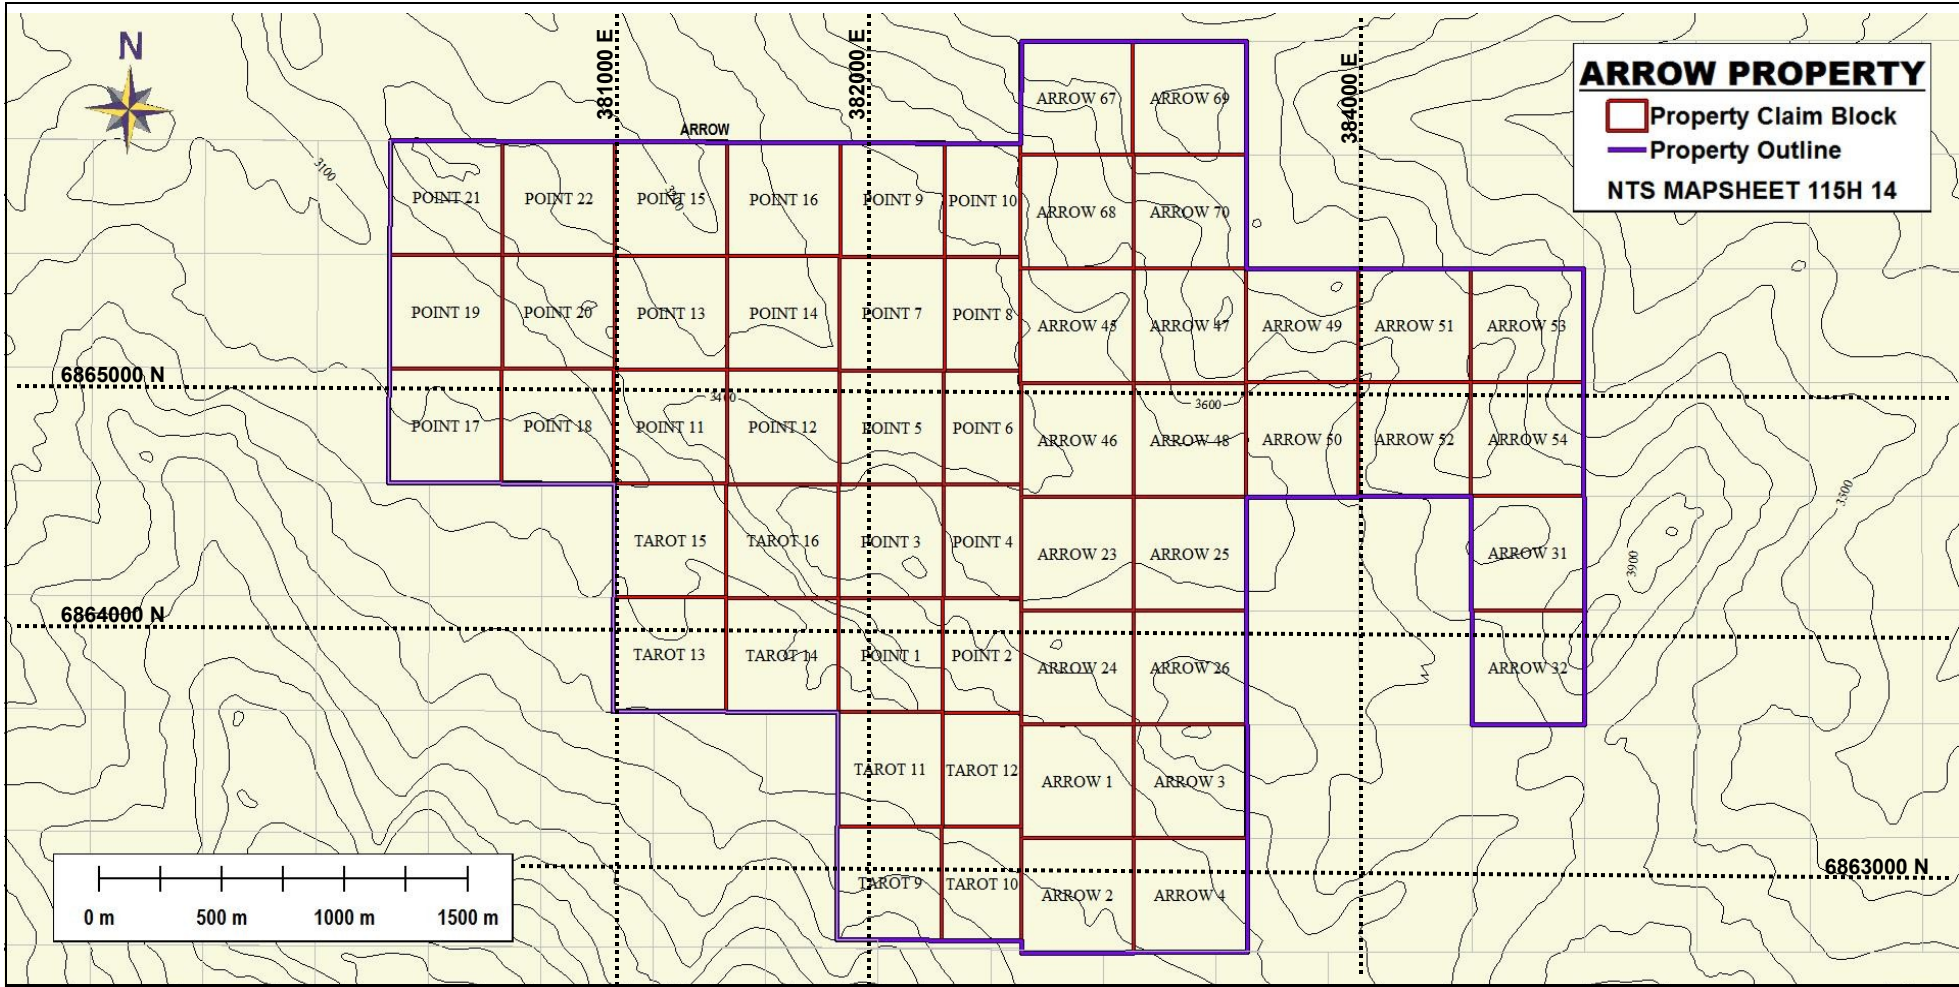 N
381000 E
382000 E
384000 E
ARROW PROPERTY
Property Claim Block
Property Outline
NTS MAPSHEET 115H 14
ARROW
ARROW 67
ARROW 69
3100
POINT 21
POINT 22
POINT 15
POINT 16
POINT 9
POINT 10
ARROW 68
ARROW 70
POINT 19
POINT 20
POINT 13
POINT 14
POINT 7
POINT 8
ARROW 45
ARROW 47
ARROW 49
ARROW 51
ARROW 53
6865000 N
3600
POINT 17
POINT 18
POINT 11
POINT 12
POINT 5
POINT 6
ARROW 46
ARROW 48
ARROW 50
ARROW 52
ARROW 54
3500
TAROT 15
TAROT 16
POINT 3
POINT 4
ARROW 23
ARROW 25
ARROW 31
3900
6864000 N
TAROT 13
TAROT 14
POINT 1
POINT 2
ARROW 24
ARROW 26
ARROW 32
TAROT 11
TAROT 12
ARROW 1
ARROW 3
6863000 N
TAROT 9
TAROT 10
ARROW 2
ARROW 4
0 m
500 m
1000 m
1500 m